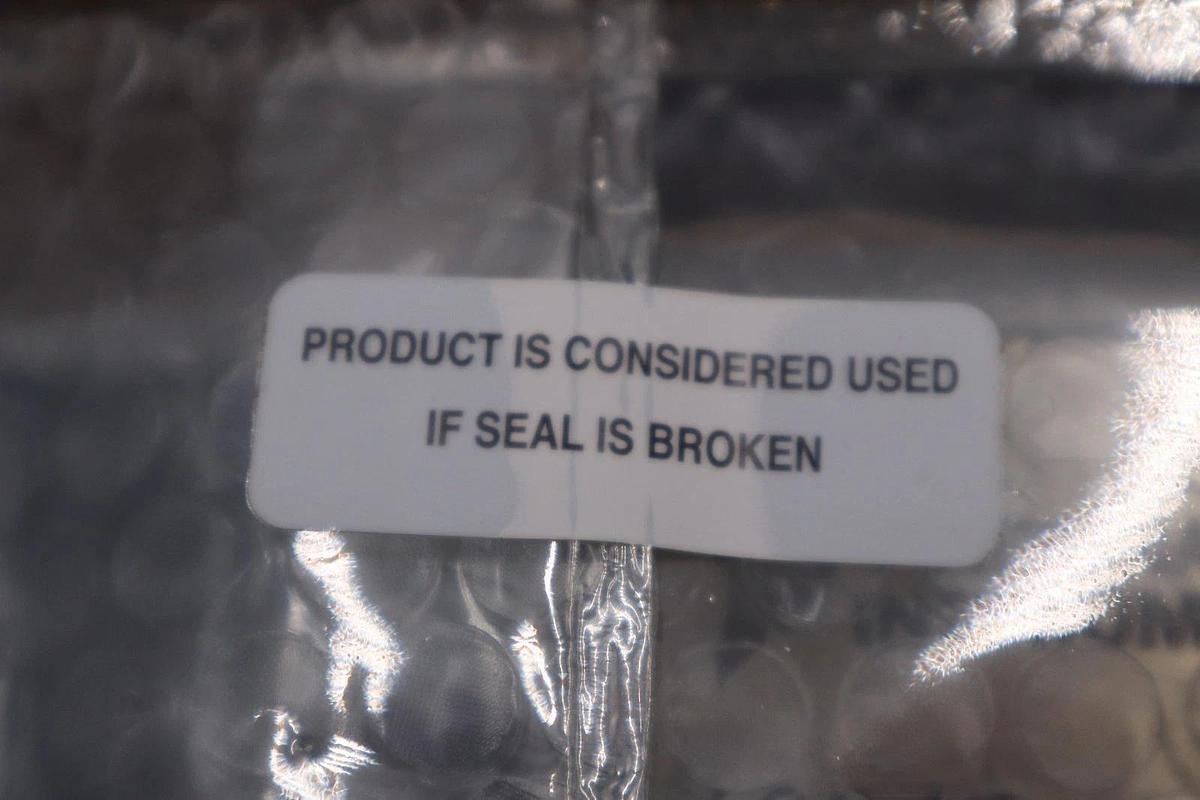 PRODUCT IS CONSIDERED USED
IF SEAL IS BROKEN